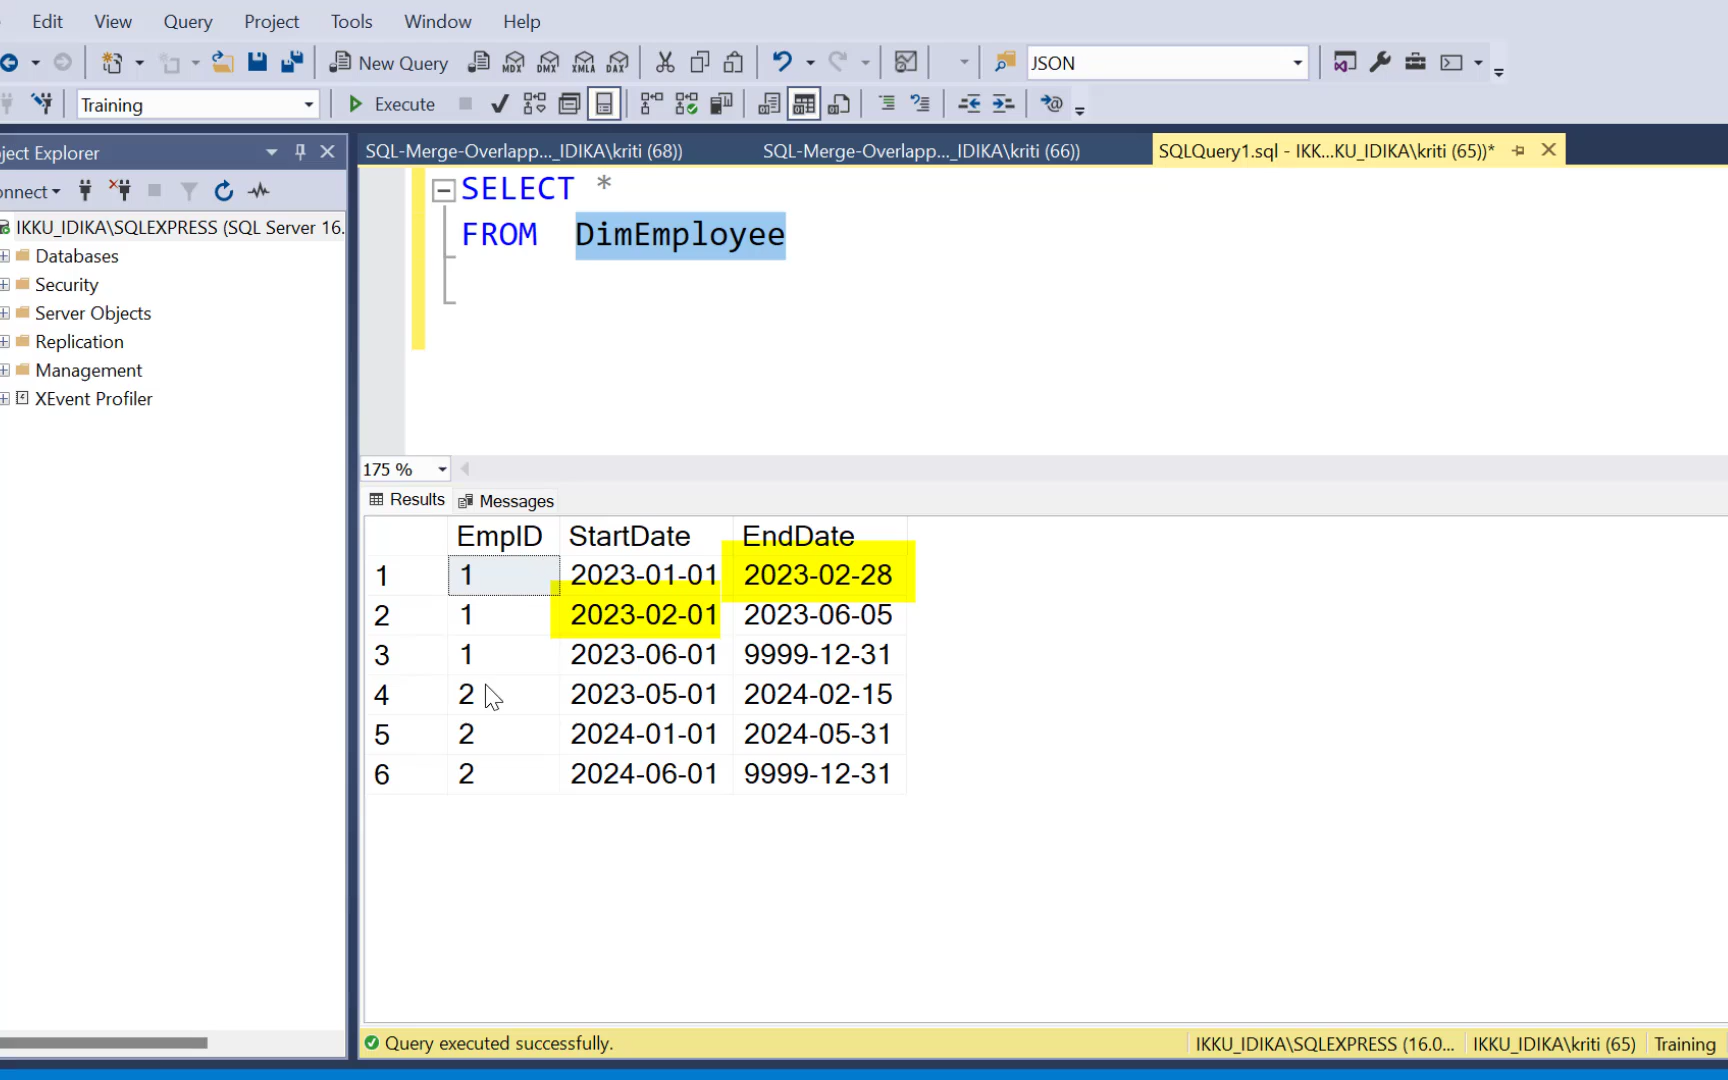 Edit View Query Project Tools Window Help
New Query MDX DMX XMLA DAX JSON
Training Execute
ject Explorer
SQL-Merge-Overlapp..._IDIKA\kriti (68)) SQL-Merge-Overlapp..._IDIKA\kriti (66)) SQLQuery1.sql - IKK...KU_IDIKA\kriti (65))*
onnect
SELECT *
FROM DimEmployee
IKKU_IDIKA\SQLEXPRESS (SQL Server 16.
Databases
Security
Server Objects
Replication
Management
XEvent Profiler
175 %
Results Messages
EmpID StartDate EndDate
1 1 2023-01-01 2023-02-28
2 1 2023-02-01 2023-06-05
3 1 2023-06-01 9999-12-31
4 2 2023-05-01 2024-02-15
5 2 2024-01-01 2024-05-31
6 2 2024-06-01 9999-12-31
Query executed successfully. IKKU_IDIKA\SQLEXPRESS (16.0... IKKU_IDIKA\kriti (65) Training